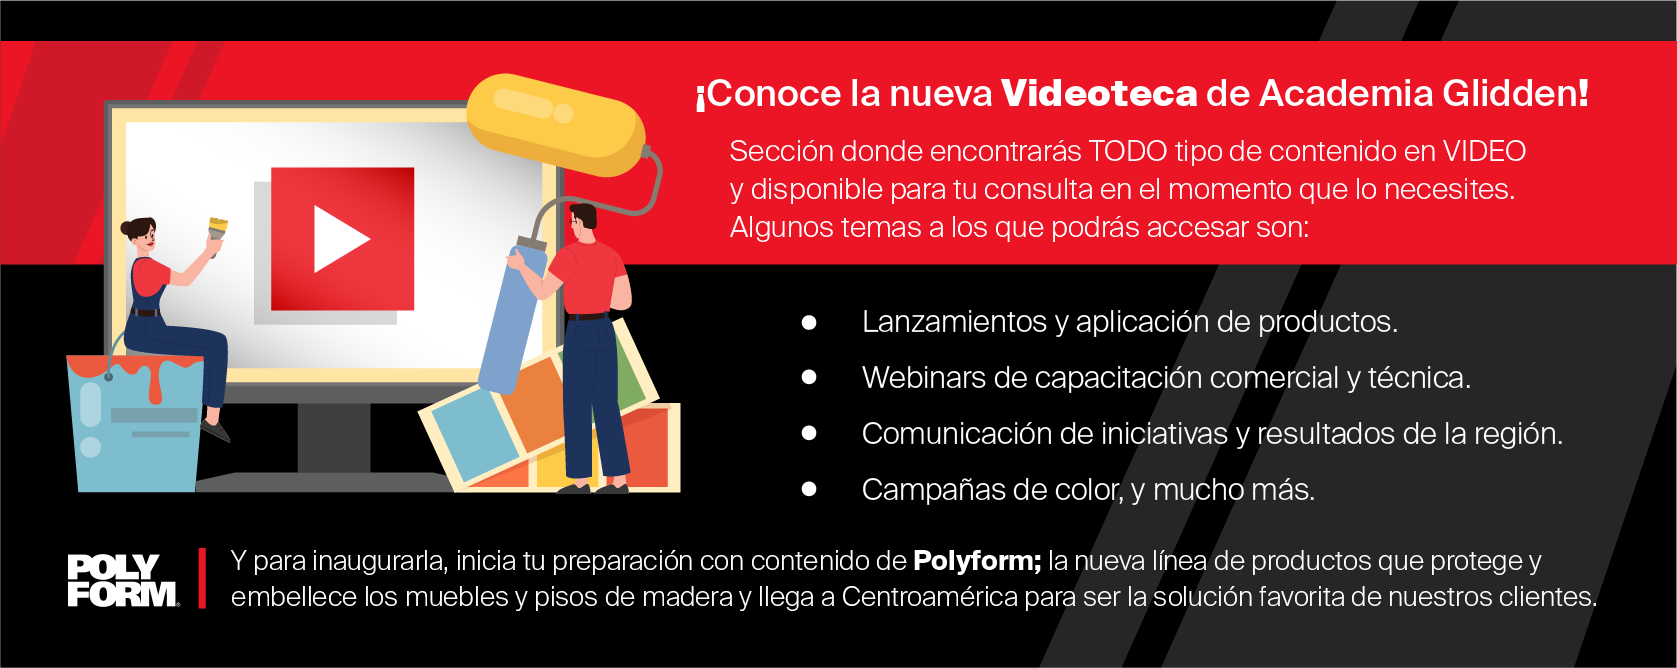 ¡Conoce la nueva Videoteca de Academia Glidden!
Sección donde encontrarás TODO tipo de contenido en VIDEO
y disponible para tu consulta en el momento que lo necesites.
Algunos temas a los que podrás accesar son:
● Lanzamientos y aplicación de productos.
● Webinars de capacitación comercial y técnica.
● Comunicación de iniciativas y resultados de la región.
● Campañas de color, y mucho más.
POLY
FORM®
Y para inaugurarla, inicia tu preparación con contenido de Polyform; la nueva línea de productos que protege y
embellece los muebles y pisos de madera y llega a Centroamérica para ser la solución favorita de nuestros clientes.